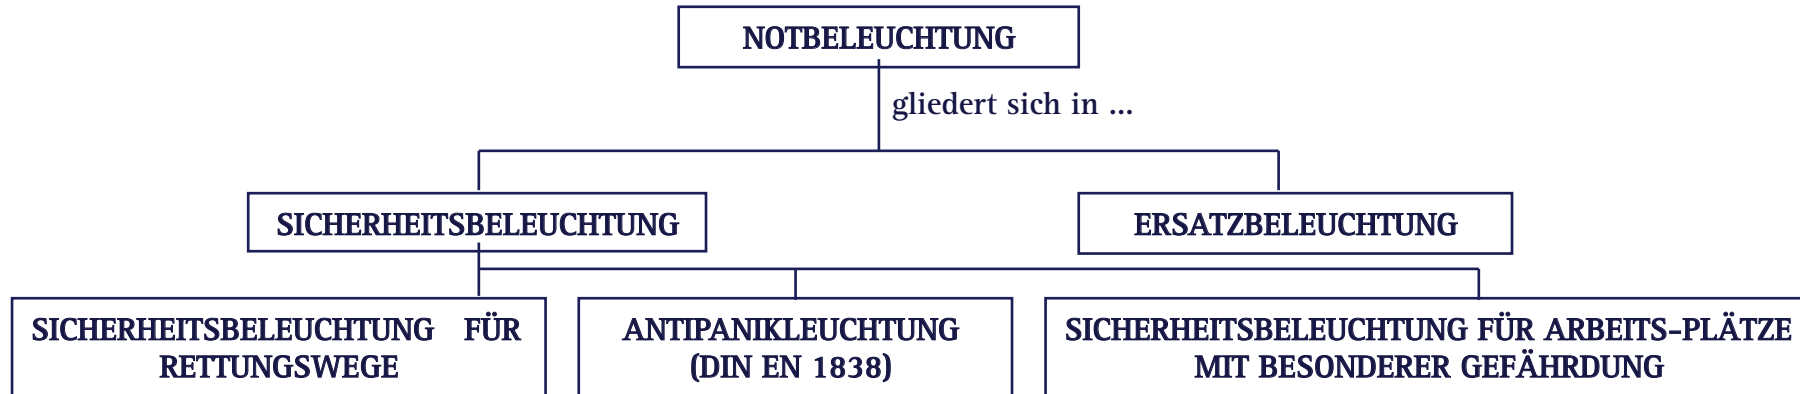 NOTBELEUCHTUNG
gliedert sich in ...
SICHERHEITSBELEUCHTUNG
ERSATZBELEUCHTUNG
SICHERHEITSBELEUCHTUNG FÜR
RETTUNGSWEGE
ANTIPANIKLEUCHTUNG
(DIN EN 1838)
SICHERHEITSBELEUCHTUNG FÜR ARBEITS-PLÄTZE
MIT BESONDERER GEFÄHRDUNG